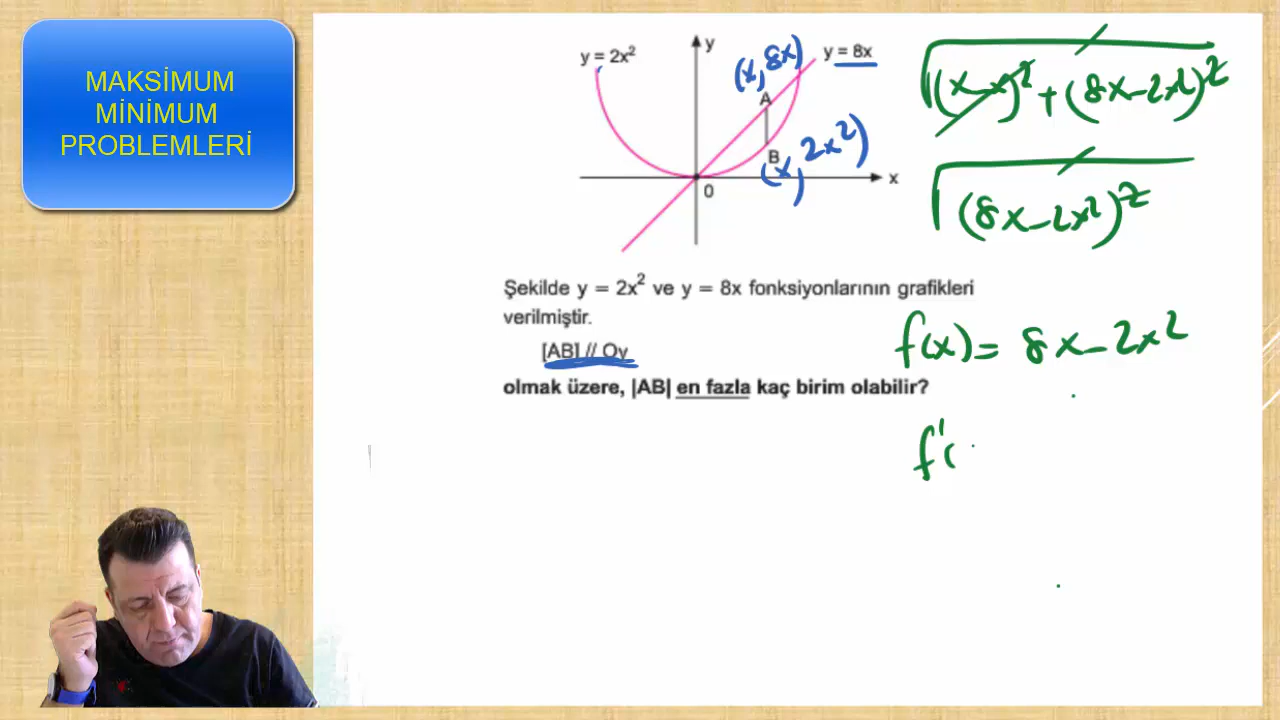 MAKSİMUM
MİNİMUM
PROBLEMLERİ
y = 2x²
y
(x, 8x)
y = 8x
A
B
(x, 2x²)
x
0
√(x-x)² + (8x-2x²)²
√(8x-2x²)²
Şekilde y = 2x² ve y = 8x fonksiyonlarının grafikleri
verilmiştir.
[AB] // Oy
olmak üzere, |AB| en fazla kaç birim olabilir?
f(x) = 8x-2x²
f'(